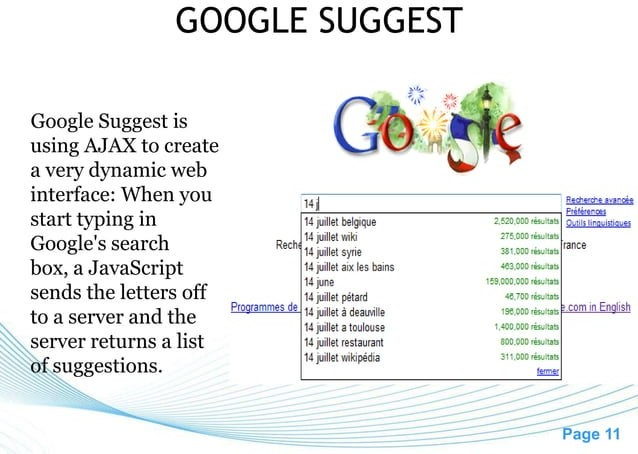 GOOGLE SUGGEST
Google Suggest is
using AJAX to create
a very dynamic web
interface: When you
start typing in
Google's search
box, a JavaScript
sends the letters off
to a server and the
server returns a list
of suggestions.
Google
14 j
Recherche avancée
Préférences
Outils linguistiques
14 juillet belgique 2,520,000 résultats
14 juillet wiki 275,000 résultats
Reche rance
14 juillet syrie 381,000 résultats
14 juillet aix les bains 463,000 résultats
14 june 159,000,000 résultats
14 juillet pétard 46,700 résultats
Programmes de e.com in English
14 juillet à deauville 196,000 résultats
14 juillet a toulouse 1,400,000 résultats
14 juillet restaurant 800,000 résultats
14 juillet wikipédia 311,000 résultats
fermer
Page 11